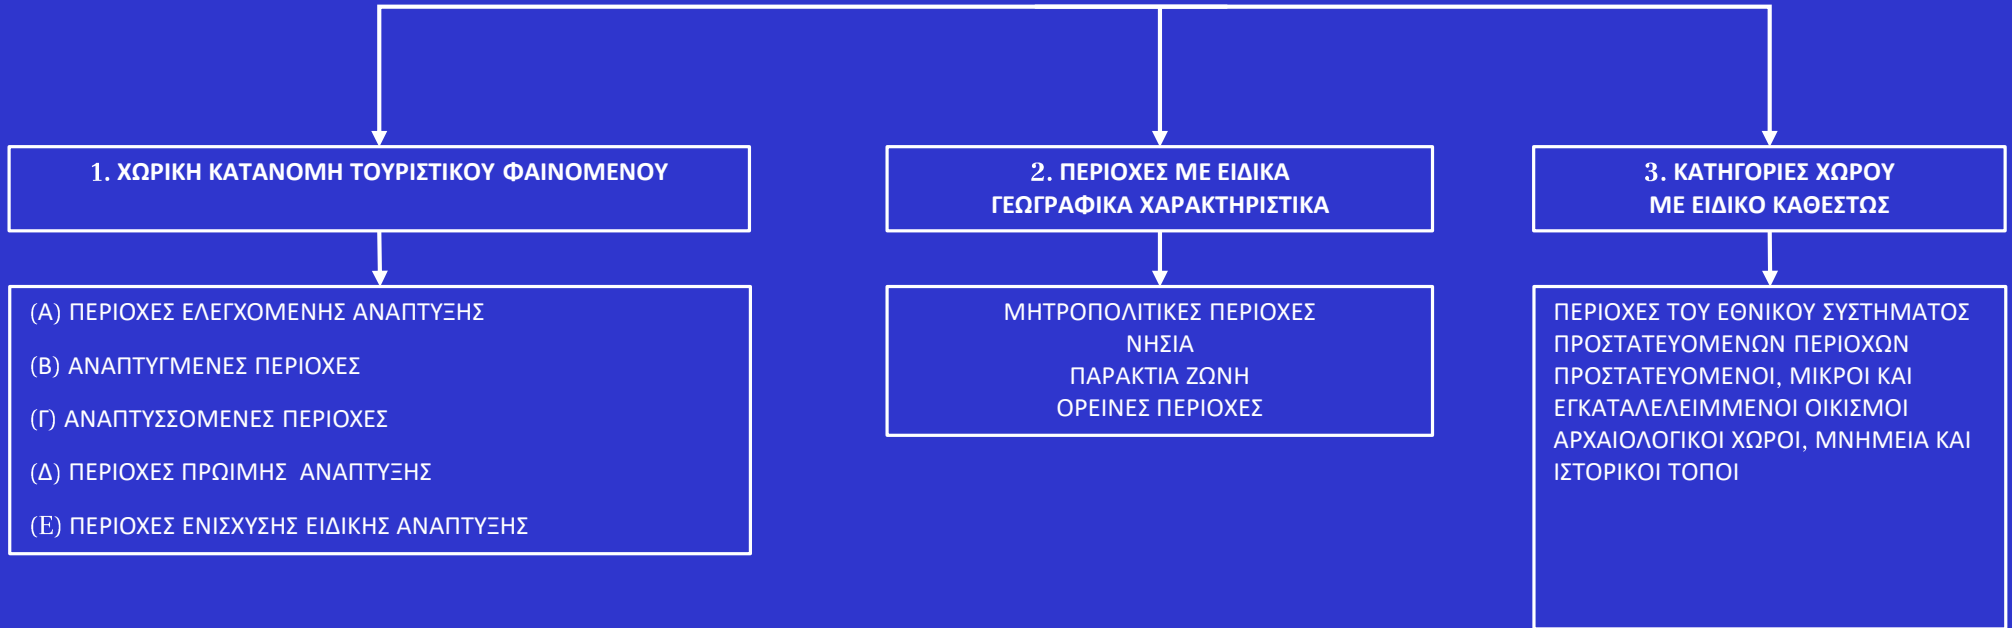 1. ΧΩΡΙΚΗ ΚΑΤΑΝΟΜΗ ΤΟΥΡΙΣΤΙΚΟΥ ΦΑΙΝΟΜΕΝΟΥ
(Α) ΠΕΡΙΟΧΕΣ ΕΛΕΓΧΟΜΕΝΗΣ ΑΝΑΠΤΥΞΗΣ
(Β) ΑΝΑΠΤΥΓΜΕΝΕΣ ΠΕΡΙΟΧΕΣ
(Γ) ΑΝΑΠΤΥΣΣΟΜΕΝΕΣ ΠΕΡΙΟΧΕΣ
(Δ) ΠΕΡΙΟΧΕΣ ΠΡΩΙΜΗΣ ΑΝΑΠΤΥΞΗΣ
(Ε) ΠΕΡΙΟΧΕΣ ΕΝΙΣΧΥΣΗΣ ΕΙΔΙΚΗΣ ΑΝΑΠΤΥΞΗΣ
2. ΠΕΡΙΟΧΕΣ ΜΕ ΕΙΔΙΚΑ
ΓΕΩΓΡΑΦΙΚΑ ΧΑΡΑΚΤΗΡΙΣΤΙΚΑ
ΜΗΤΡΟΠΟΛΙΤΙΚΕΣ ΠΕΡΙΟΧΕΣ
ΝΗΣΙΑ
ΠΑΡΑΚΤΙΑ ΖΩΝΗ
ΟΡΕΙΝΕΣ ΠΕΡΙΟΧΕΣ
3. ΚΑΤΗΓΟΡΙΕΣ ΧΩΡΟΥ
ΜΕ ΕΙΔΙΚΟ ΚΑΘΕΣΤΩΣ
ΠΕΡΙΟΧΕΣ ΤΟΥ ΕΘΝΙΚΟΥ ΣΥΣΤΗΜΑΤΟΣ
ΠΡΟΣΤΑΤΕΥΟΜΕΝΩΝ ΠΕΡΙΟΧΩΝ
ΠΡΟΣΤΑΤΕΥΟΜΕΝΟΙ, ΜΙΚΡΟΙ ΚΑΙ
ΕΓΚΑΤΑΛΕΛΕΙΜΜΕΝΟΙ ΟΙΚΙΣΜΟΙ
ΑΡΧΑΙΟΛΟΓΙΚΟΙ ΧΩΡΟΙ, ΜΝΗΜΕΙΑ ΚΑΙ
ΙΣΤΟΡΙΚΟΙ ΤΟΠΟΙ